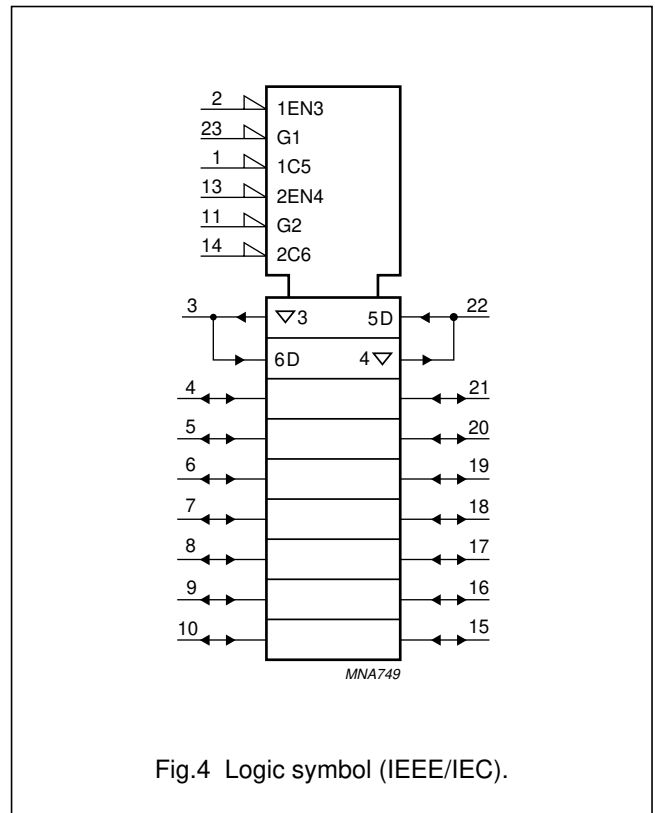 2 1EN3
23 G1
1 1C5
13 2EN4
11 G2
14 2C6
3 ▽3 5D 22
6D 4▽
4 21
5 20
6 19
7 18
8 17
9 16
10 15
MNA749
Fig.4 Logic symbol (IEEE/IEC).